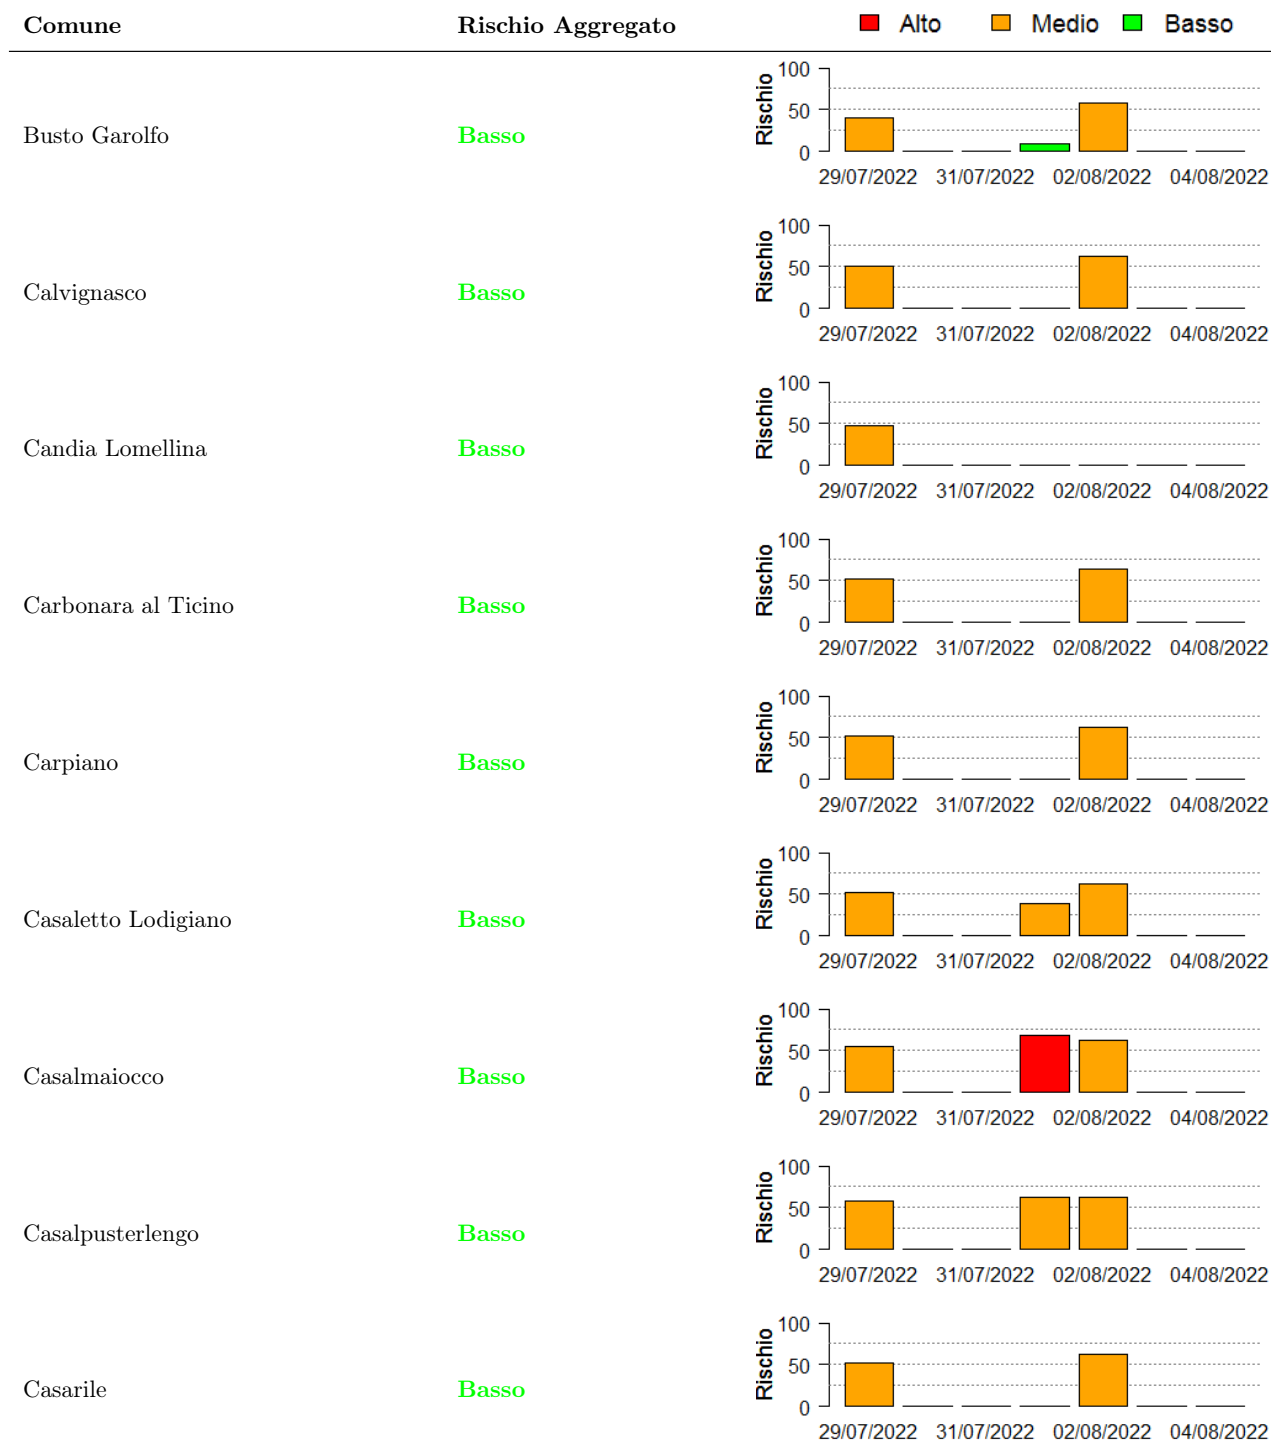 Comune Rischio Aggregato Alto Medio Basso
Busto Garolfo Basso Rischio 100 50 0
29/07/2022 31/07/2022 02/08/2022 04/08/2022
Calvignasco Basso Rischio 100 50 0
29/07/2022 31/07/2022 02/08/2022 04/08/2022
Candia Lomellina Basso Rischio 100 50 0
29/07/2022 31/07/2022 02/08/2022 04/08/2022
Carbonara al Ticino Basso Rischio 100 50 0
29/07/2022 31/07/2022 02/08/2022 04/08/2022
Carpiano Basso Rischio 100 50 0
29/07/2022 31/07/2022 02/08/2022 04/08/2022
Casaletto Lodigiano Basso Rischio 100 50 0
29/07/2022 31/07/2022 02/08/2022 04/08/2022
Casalmaiocco Basso Rischio 100 50 0
29/07/2022 31/07/2022 02/08/2022 04/08/2022
Casalpusterlengo Basso Rischio 100 50 0
29/07/2022 31/07/2022 02/08/2022 04/08/2022
Casarile Basso Rischio 100 50 0
29/07/2022 31/07/2022 02/08/2022 04/08/2022